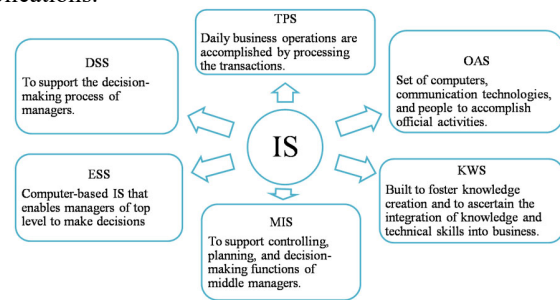 TPS
Daily business operations are
accomplished by processing
the transactions.
DSS
To support the decision-
making process of
managers.
OAS
Set of computers,
communication technologies,
and people to accomplish
official activities.
IS
ESS
Computer-based IS that
enables managers of top
level to make decisions
KWS
Built to foster knowledge
creation and to ascertain the
integration of knowledge and
technical skills into business.
MIS
To support controlling,
planning, and decision-
making functions of
middle managers.